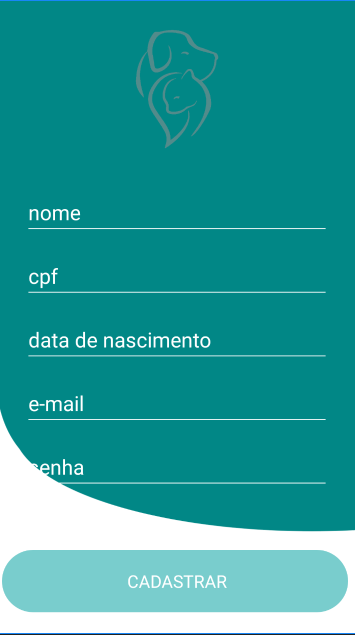 nome
cpf
data de nascimento
e-mail
senha
CADASTRAR